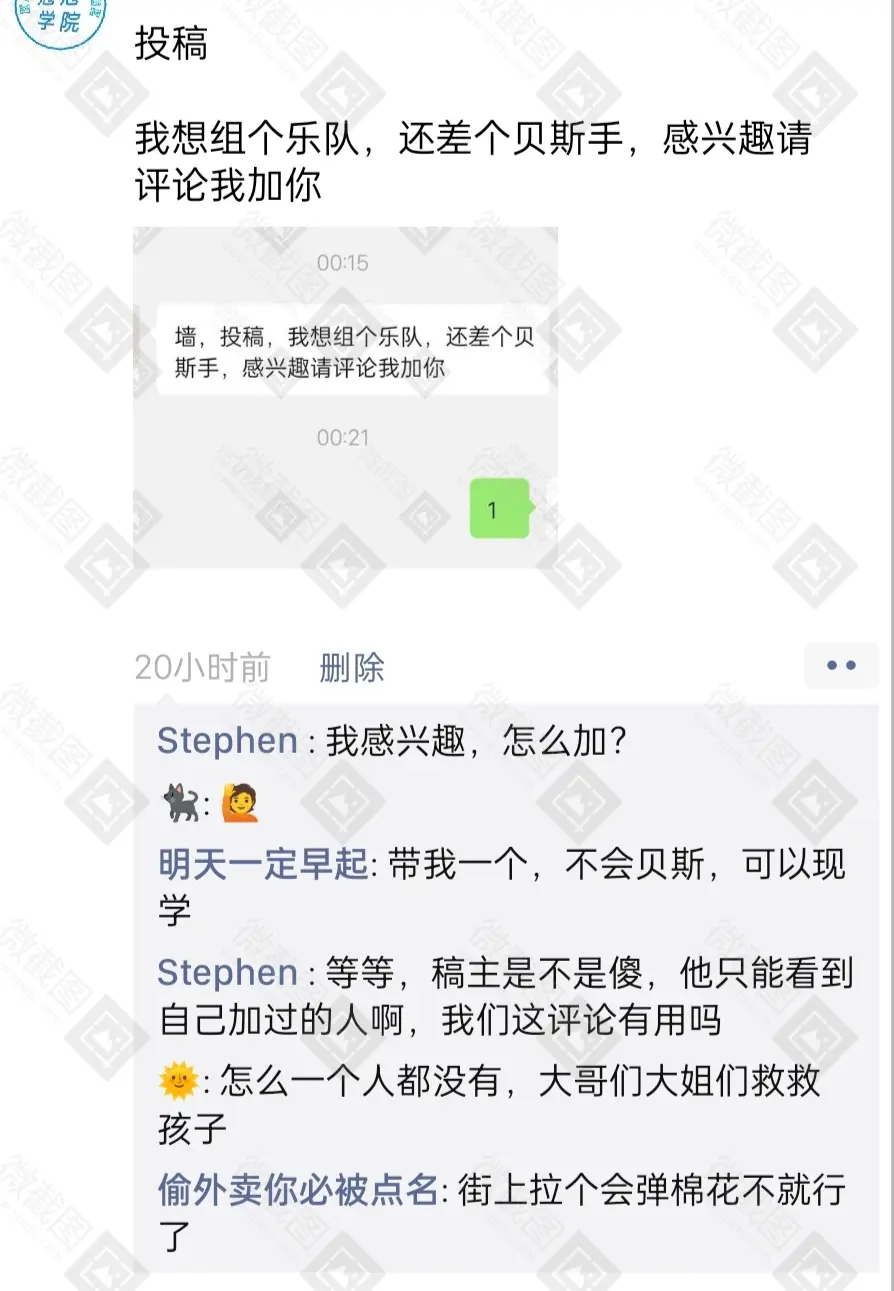 学院
投稿
我想组个乐队，还差个贝斯手，感兴趣请
评论我加你
00:15
墙，投稿，我想组个乐队，还差个贝
斯手，感兴趣请评论我加你
00:21
1
20小时前 删除
Stephen：我感兴趣，怎么加？
🐈‍⬛：🙋
明天一定早起：带我一个，不会贝斯，可以现
学
Stephen：等等，稿主是不是傻，他只能看到
自己加过的人啊，我们这评论有用吗
🌞：怎么一个人都没有，大哥们大姐们救救
孩子
偷外卖你必被点名：街上拉个会弹棉花不就行
了
微截图